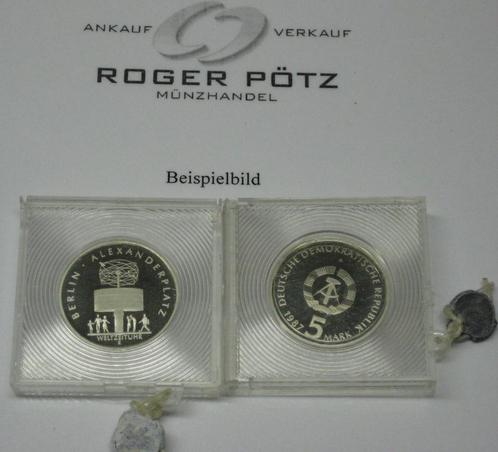 ANKAUF VERKAUF
ROGER PÖTZ
MÜNZHANDEL
Beispielbild
BERLIN · ALEXANDERPLATZ
WELTZEITUHR
DEUTSCHE DEMOKRATISCHE REPUBLIK
1987
5
MARK